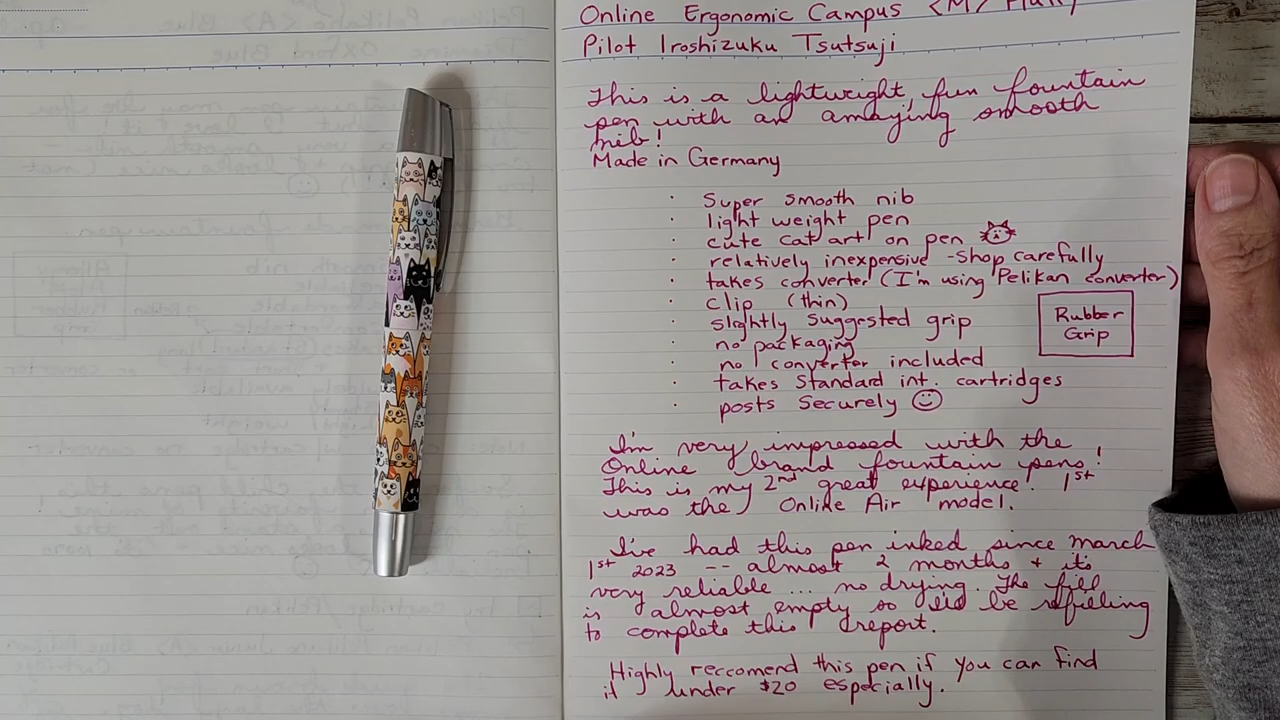 Online Ergonomic Campus <M>
Pilot Iroshizuku Tsutsuji
This is a lightweight, fun fountain
pen with an amazing smooth
nib!
Made in Germany
· Super smooth nib
· light weight pen
· cute cat art on pen
· relatively inexpensive - shop carefully
· takes converter (I'm using Pelikan converter)
· clip (thin)
· slightly suggested grip
· no packaging
· no converter included
· takes standard int. cartridges
· posts securely ☺
Rubber
Grip
I'm very impressed with the
Online brand fountain pens!
This is my 2nd great experience! 1st
was the Online Air model.
I've had this pen inked since march
1st 2023 -- almost 2 months + it's
very reliable ... no drying. The fill
is almost empty so I'll be refilling
to complete this report.
Highly reccomend this pen if you can find
it under $20 especially.